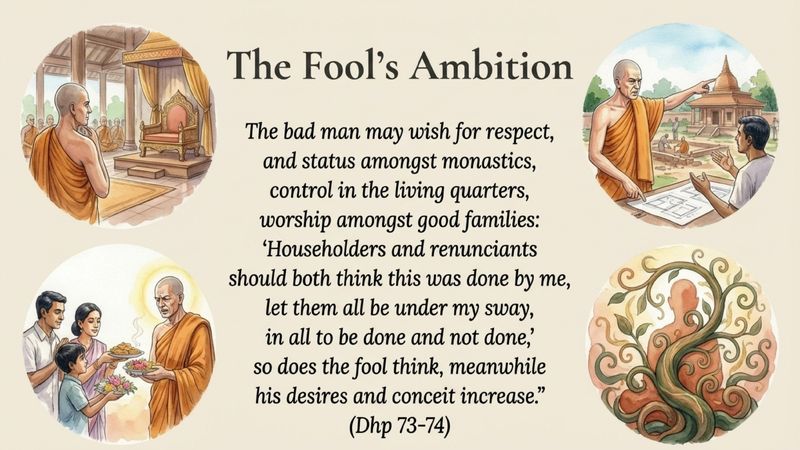 The Fool’s Ambition
The bad man may wish for respect,
and status amongst monastics,
control in the living quarters,
worship amongst good families:
‘Householders and renunciants
should both think this was done by me,
let them all be under my sway,
in all to be done and not done,’
so does the fool think, meanwhile
his desires and conceit increase.”
(Dhp 73-74)